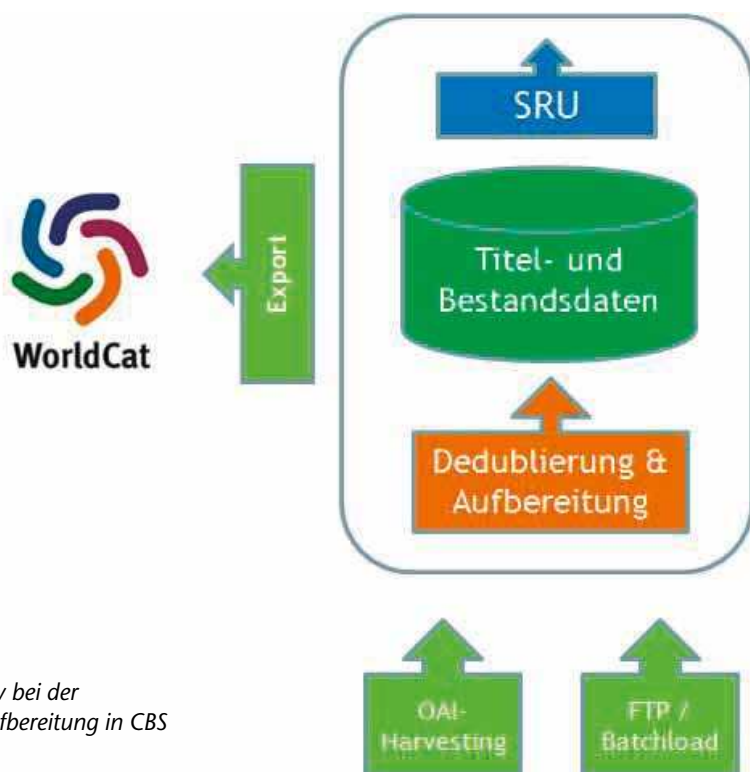 SRU
Titel- und
Bestandsdaten
Export
WorldCat
Dedublierung &
Aufbereitung
bei der
fbereitung in CBS
OAI-
Harvesting
FTP /
Batchload